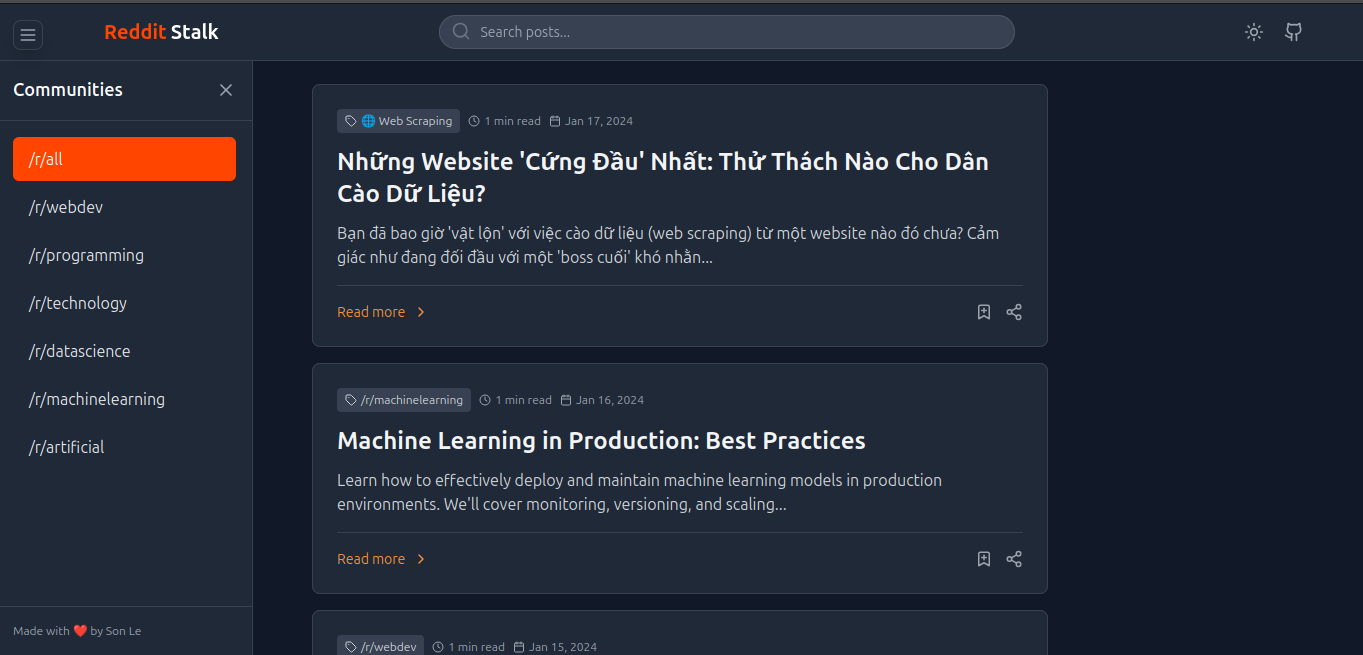 Reddit Stalk
Search posts...
Communities
/r/all
/r/webdev
/r/programming
/r/technology
/r/datascience
/r/machinelearning
/r/artificial
Made with ❤️ by Son Le
🌐 Web Scraping 1 min read Jan 17, 2024
Những Website 'Cứng Đầu' Nhất: Thử Thách Nào Cho Dân
Cào Dữ Liệu?
Bạn đã bao giờ 'vật lộn' với việc cào dữ liệu (web scraping) từ một website nào đó chưa? Cảm
giác như đang đối đầu với một 'boss cuối' khó nhằn...
Read more
/r/machinelearning 1 min read Jan 16, 2024
Machine Learning in Production: Best Practices
Learn how to effectively deploy and maintain machine learning models in production
environments. We'll cover monitoring, versioning, and scaling...
Read more
/r/webdev 1 min read Jan 15, 2024